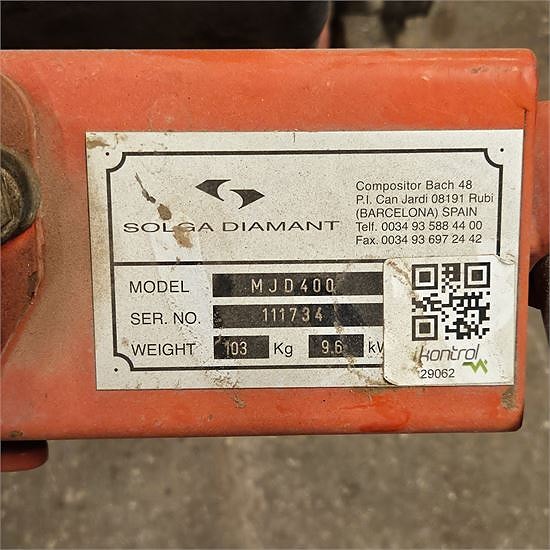 SOLGA DIAMANT
Compositor Bach 48
P.I. Can Jardi 08191 Rubi
(BARCELONA) SPAIN
Telf. 0034 93 588 44 00
Fax. 0034 93 697 24 42
MODEL MJD400
SER. NO. 111734
WEIGHT 103 Kg 9.6
ikontrol
29062